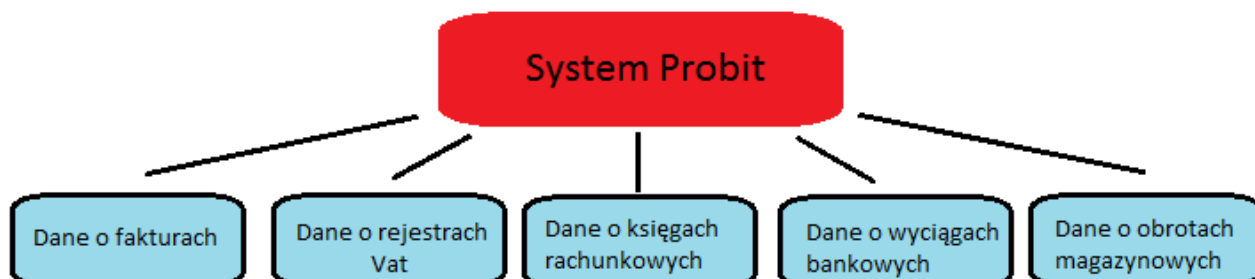 System Probit
Dane o fakturach
Dane o rejestrach
Vat
Dane o księgach
rachunkowych
Dane o wyciągach
bankowych
Dane o obrotach
magazynowych